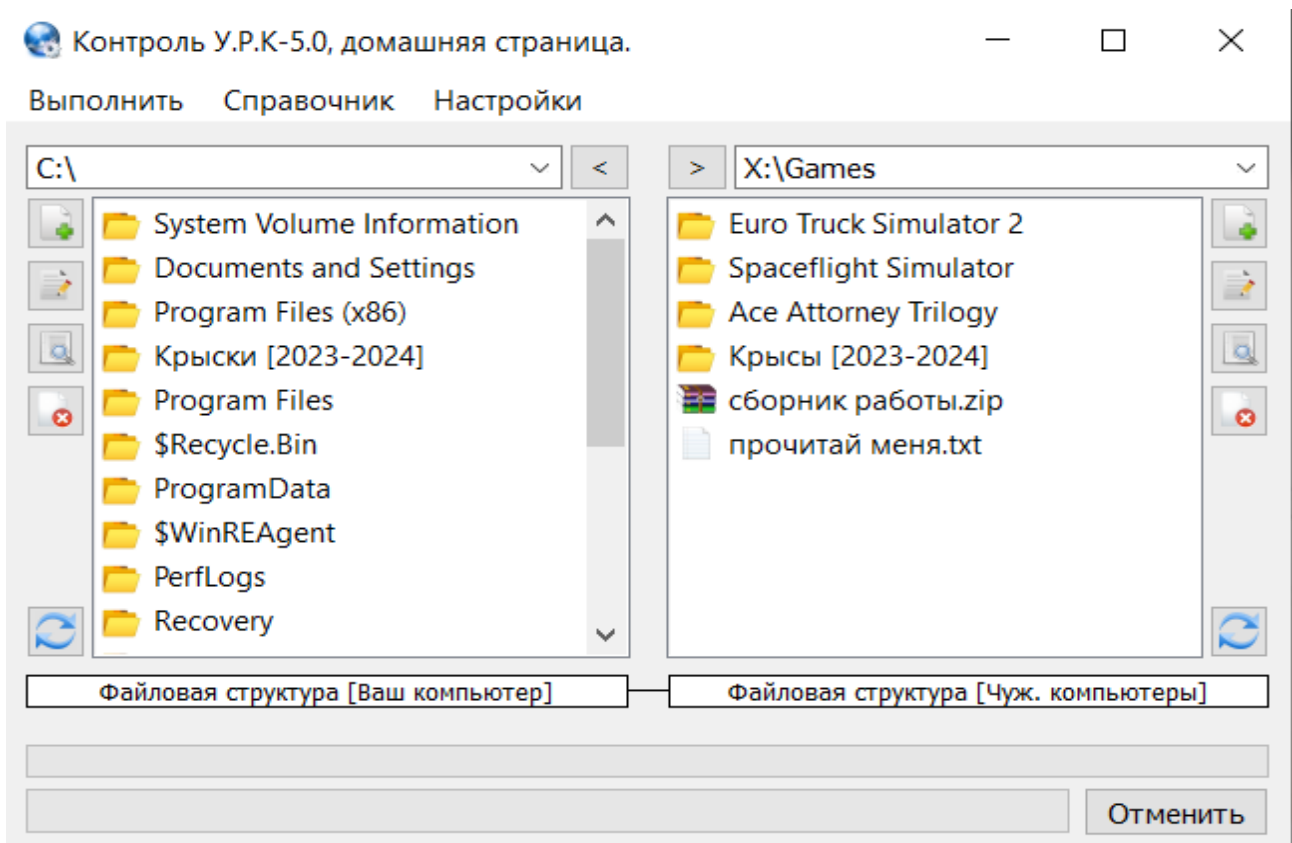 Контроль У.Р.К-5.0, домашняя страница.
Выполнить Справочник Настройки
C:\ < > X:\Games
System Volume Information
Documents and Settings
Program Files (x86)
Крыски [2023-2024]
Program Files
$Recycle.Bin
ProgramData
$WinREAgent
PerfLogs
Recovery
Euro Truck Simulator 2
Spaceflight Simulator
Ace Attorney Trilogy
Крысы [2023-2024]
сборник работы.zip
прочитай меня.txt
Файловая структура [Ваш компьютер]
Файловая структура [Чуж. компьютеры]
Отменить